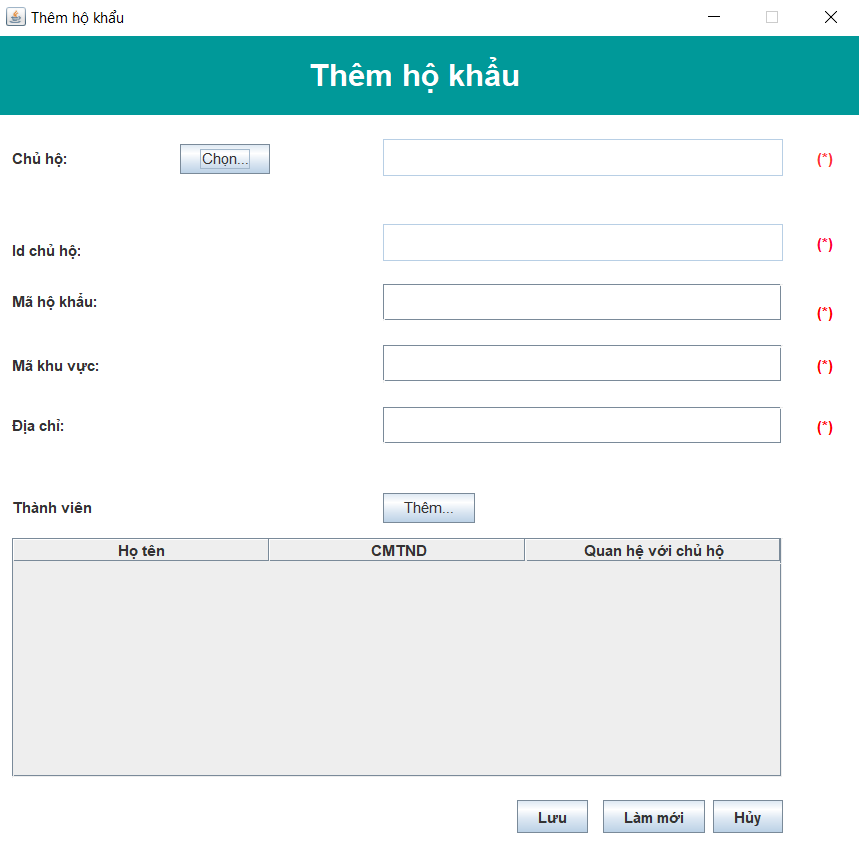 Thêm hộ khẩu
Thêm hộ khẩu
Chủ hộ: Chọn... (*)
Id chủ hộ: (*)
Mã hộ khẩu: (*)
Mã khu vực: (*)
Địa chỉ: (*)
Thành viên Thêm...
Họ tên CMTND Quan hệ với chủ hộ
Lưu Làm mới Hủy